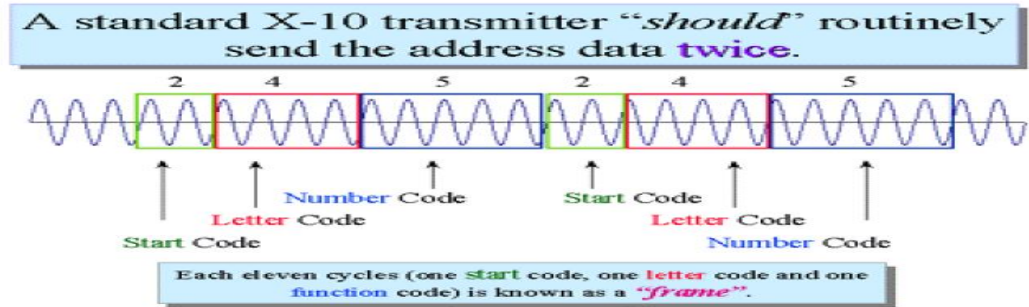 A standard X-10 transmitter "should" routinely
send the address data twice.
2 4 5 2 4 5
Number Code Start Code
Letter Code Letter Code
Start Code Number Code
Each eleven cycles (one start code, one letter code and one
function code) is known as a "frame".